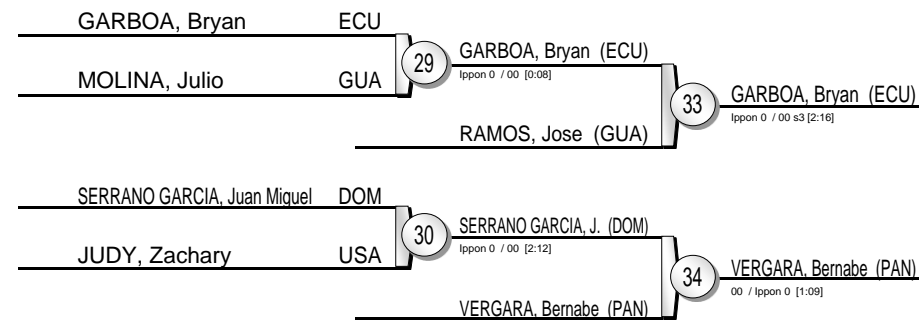 GARBOA, Bryan ECU
MOLINA, Julio GUA
29
GARBOA, Bryan (ECU)
Ippon 0 / 00 [0:08]
RAMOS, Jose (GUA)
33
GARBOA, Bryan (ECU)
Ippon 0 / 00 s3 [2:16]
SERRANO GARCIA, Juan Miguel DOM
JUDY, Zachary USA
30
SERRANO GARCIA, J. (DOM)
Ippon 0 / 00 [2:12]
VERGARA, Bernabe (PAN)
34
VERGARA, Bernabe (PAN)
00 / Ippon 0 [1:09]